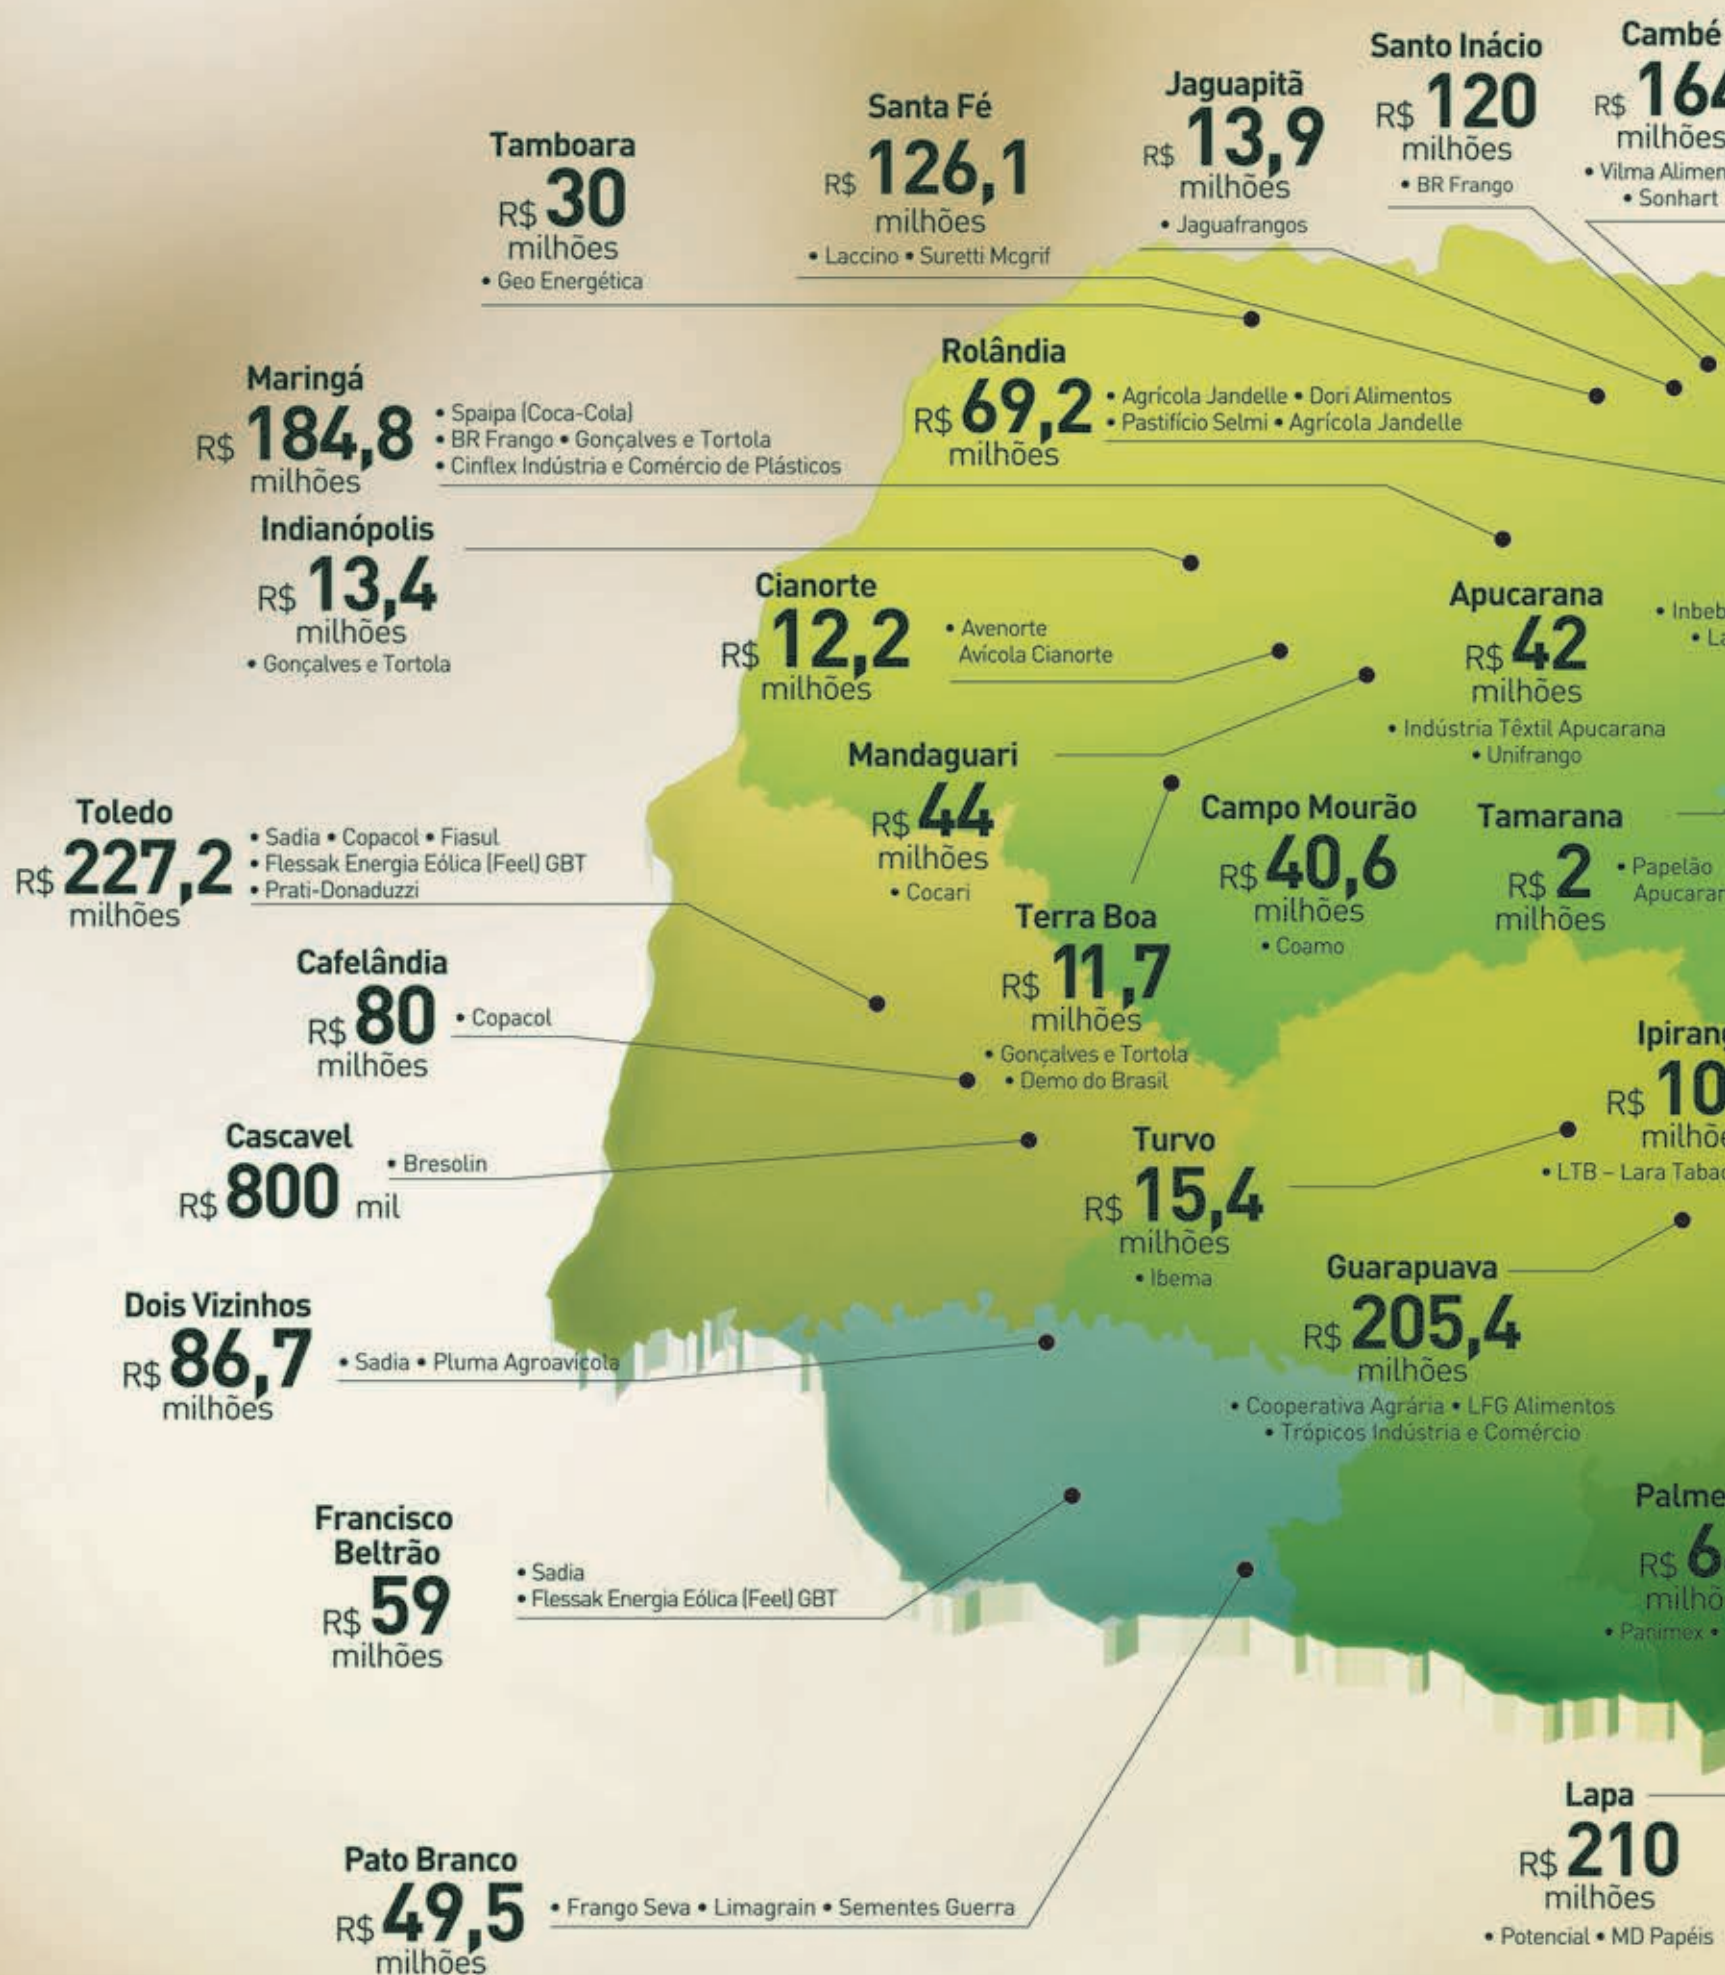 Santo Inácio
R$ 120
milhões
• BR Frango
Cambé
R$
milhões
• Vilma
• Sonhart
Jaguapitã
R$ 13,9
milhões
• Jaguafrangos
Santa Fé
R$ 126,1
milhões
• Laccino • Suretti Mcgrif
Tamboara
R$ 30
milhões
• Geo Energética
Rolândia
R$ 69,2
milhões
• Agrícola Jandelle • Dori Alimentos
• Pastifício Selmi • Agrícola Jandelle
Maringá
R$ 184,8
milhões
• Spaipa (Coca-Cola)
• BR Frango • Gonçalves e Tortola
• Cinflex Indústria e Comércio de Plásticos
Indianópolis
R$ 13,4
milhões
• Gonçalves e Tortola
Cianorte
R$ 12,2
milhões
• Avenorte
Avícola Cianorte
Apucarana
R$ 42
milhões
• Indústria Têxtil Apucarana
• Unifrango
Mandaguari
R$ 44
milhões
• Cocari
Toledo
R$ 227,2
milhões
• Sadia • Copacol • Fiasul
• Flessak Energia Eólica (Feel) GBT
• Prati-Donaduzzi
Campo Mourão
R$ 40,6
milhões
• Coamo
Tamarana
R$ 2
milhões
• Papelão
Terra Boa
R$ 11,7
milhões
• Gonçalves e Tortola
• Demo do Brasil
Cafelândia
R$ 80
milhões
• Copacol
R$
• LTB – Lara
Cascavel
R$ 800 mil
• Bresolin
Turvo
R$ 15,4
milhões
• Ibema
Guarapuava
R$ 205,4
milhões
• Cooperativa Agrária • LFG Alimentos
• Trópicos Indústria e Comércio
Dois Vizinhos
R$ 86,7
milhões
• Sadia • Pluma Agroavícola
R$
• Panimex •
Francisco
Beltrão
R$ 59
milhões
• Sadia
• Flessak Energia Eólica (Feel) GBT
Lapa
R$ 210
milhões
• Potencial • MD Papéis
Pato Branco
R$ 49,5
milhões
• Frango Seva • Limagrain • Sementes Guerra